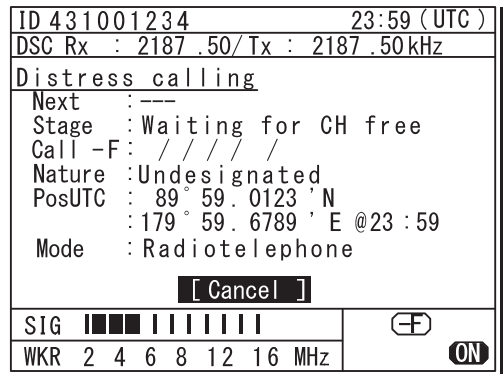 ID 431001234 23:59 (UTC)
DSC Rx : 2187.50/Tx : 2187.50kHz
Distress calling
Next :---
Stage :Waiting for CH free
Call -F: / / / / /
Nature :Undesignated
PosUTC : 89°59.0123'N
:179°59.6789'E @23:59
Mode :Radiotelephone
[Cancel ]
SIG -F
WKR 2 4 6 8 12 16 MHz ON